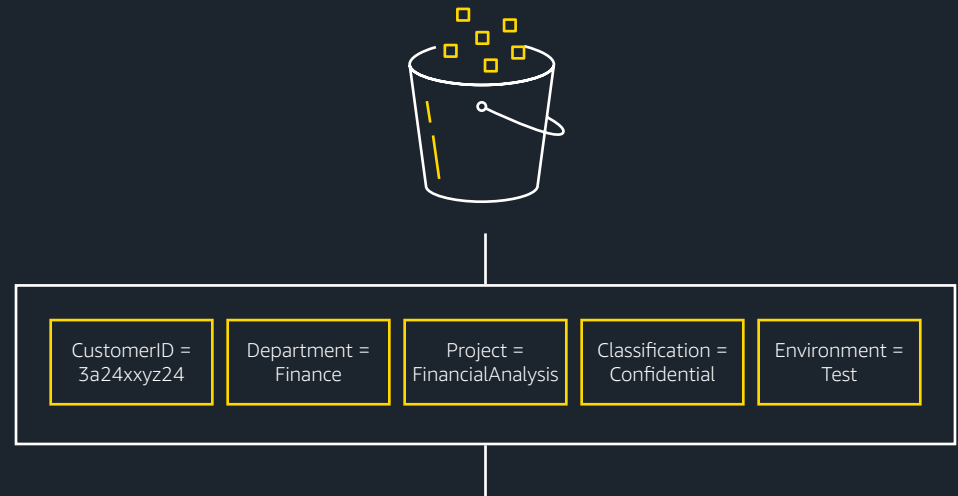 CustomerID =
3a24xxyz24
Department =
Finance
Project =
FinancialAnalysis
Classification =
Confidential
Environment =
Test